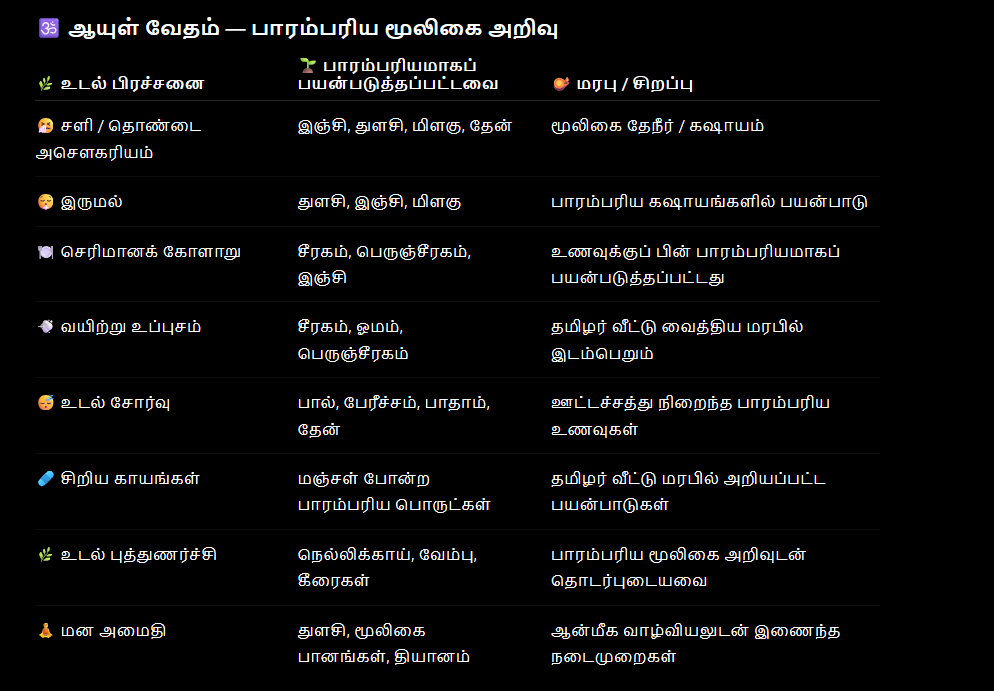 🕉️ ஆயுள் வேதம் — பாரம்பரிய மூலிகை அறிவு
🌿 உடல் பிரச்சனை
🌱 பாரம்பரியமாகப்
பயன்படுத்தப்பட்டவை
🪔 மரபு / சிறப்பு
🤧 சளி / தொண்டை
அசௌகரியம்
இஞ்சி, துளசி, மிளகு, தேன்
மூலிகை தேநீர் / கஷாயம்
😮‍💨 இருமல்
துளசி, இஞ்சி, மிளகு
பாரம்பரிய கஷாயங்களில் பயன்பாடு
🍽️ செரிமானக் கோளாறு
சீரகம், பெருஞ்சீரகம்,
இஞ்சி
உணவுக்குப் பின் பாரம்பரியமாகப்
பயன்படுத்தப்பட்டது
💨 வயிற்று உப்புசம்
சீரகம், ஓமம்,
பெருஞ்சீரகம்
தமிழர் வீட்டு வைத்திய மரபில்
இடம்பெறும்
😴 உடல் சோர்வு
பால், பேரீச்சம், பாதாம்,
தேன்
ஊட்டச்சத்து நிறைந்த பாரம்பரிய
உணவுகள்
🩹 சிறிய காயங்கள்
மஞ்சள் போன்ற
பாரம்பரிய பொருட்கள்
தமிழர் வீட்டு மரபில் அறியப்பட்ட
பயன்பாடுகள்
🌿 உடல் புத்துணர்ச்சி
நெல்லிக்காய், வேம்பு,
கீரைகள்
பாரம்பரிய மூலிகை அறிவுடன்
தொடர்புடையவை
🧘 மன அமைதி
துளசி, மூலிகை
பானங்கள், தியானம்
ஆன்மீக வாழ்வியலுடன் இணைந்த
நடைமுறைகள்